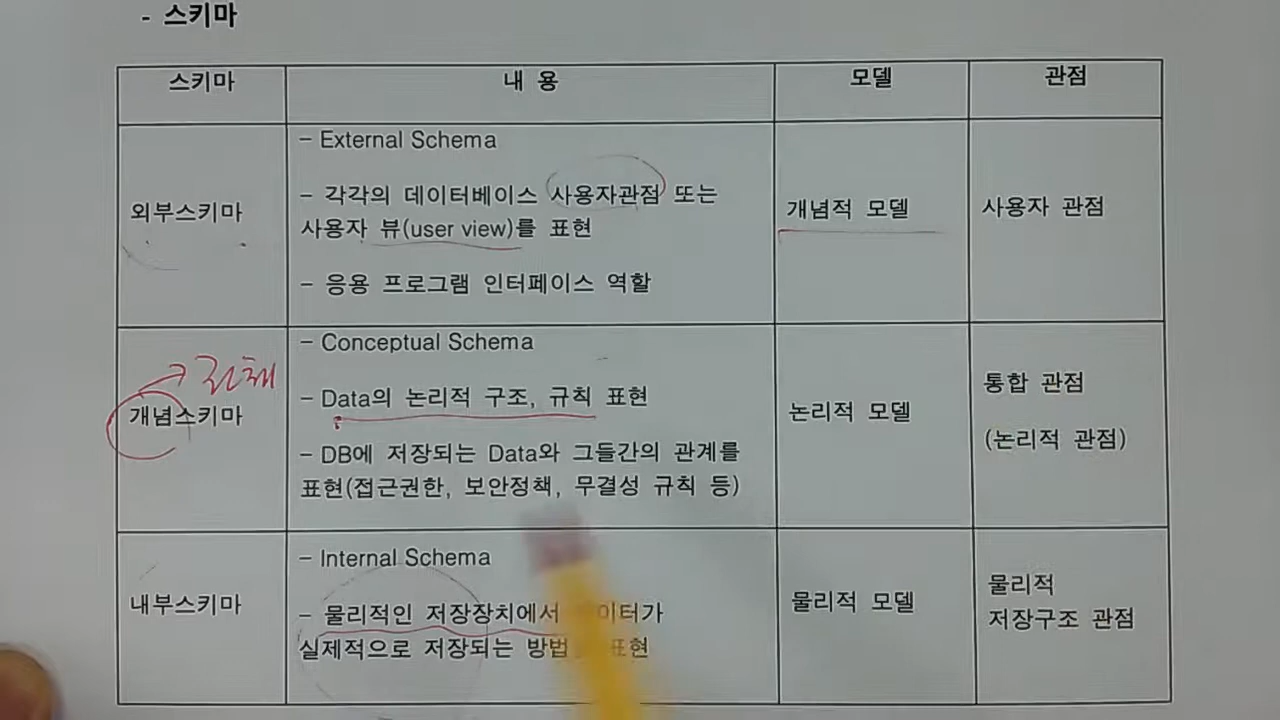 - 스키마
스키마
내 용
모델
관점
외부스키마
- External Schema
- 각각의 데이터베이스 사용자관점 또는
사용자 뷰(user view)를 표현
- 응용 프로그램 인터페이스 역할
개념적 모델
사용자 관점
전체
개념스키마
- Conceptual Schema
- Data의 논리적 구조, 규칙 표현
- DB에 저장되는 Data와 그들간의 관계를
표현(접근권한, 보안정책, 무결성 규칙 등)
논리적 모델
통합 관점
(논리적 관점)
내부스키마
- Internal Schema
- 물리적인 저장장치에서
실제적으로 저장되는 방법 표현
물리적 모델
물리적
저장구조 관점